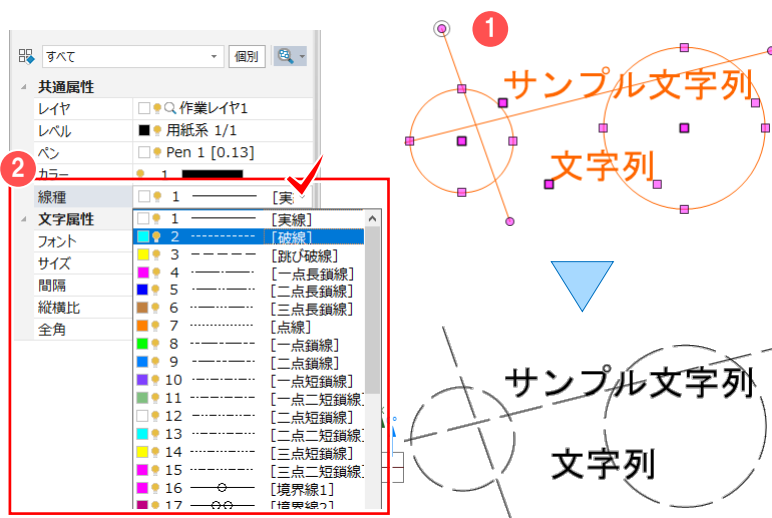 1
すべて
個別
共通属性
レイヤ 作業レイヤ1
レベル 用紙系 1/1
ペン Pen 1 [0.13]
カラー 1
2
線種 1 [実
文字属性
フォント
サイズ
間隔
縦横比
全角
1 [実線]
2 [破線]
3 [跳び破線]
4 [一点長鎖線]
5 [二点長鎖線]
6 [三点長鎖線]
7 [点線]
8 [一点鎖線]
9 [二点鎖線]
10 [一点短鎖線]
11 [一点二短鎖線]
12 [二点短鎖線]
13 [二点二短鎖線]
14 [三点短鎖線]
15 [三点二短鎖線]
16 [境界線1]
17 [境界線2]
サンプル文字列
文字列
サンプル文字列
文字列